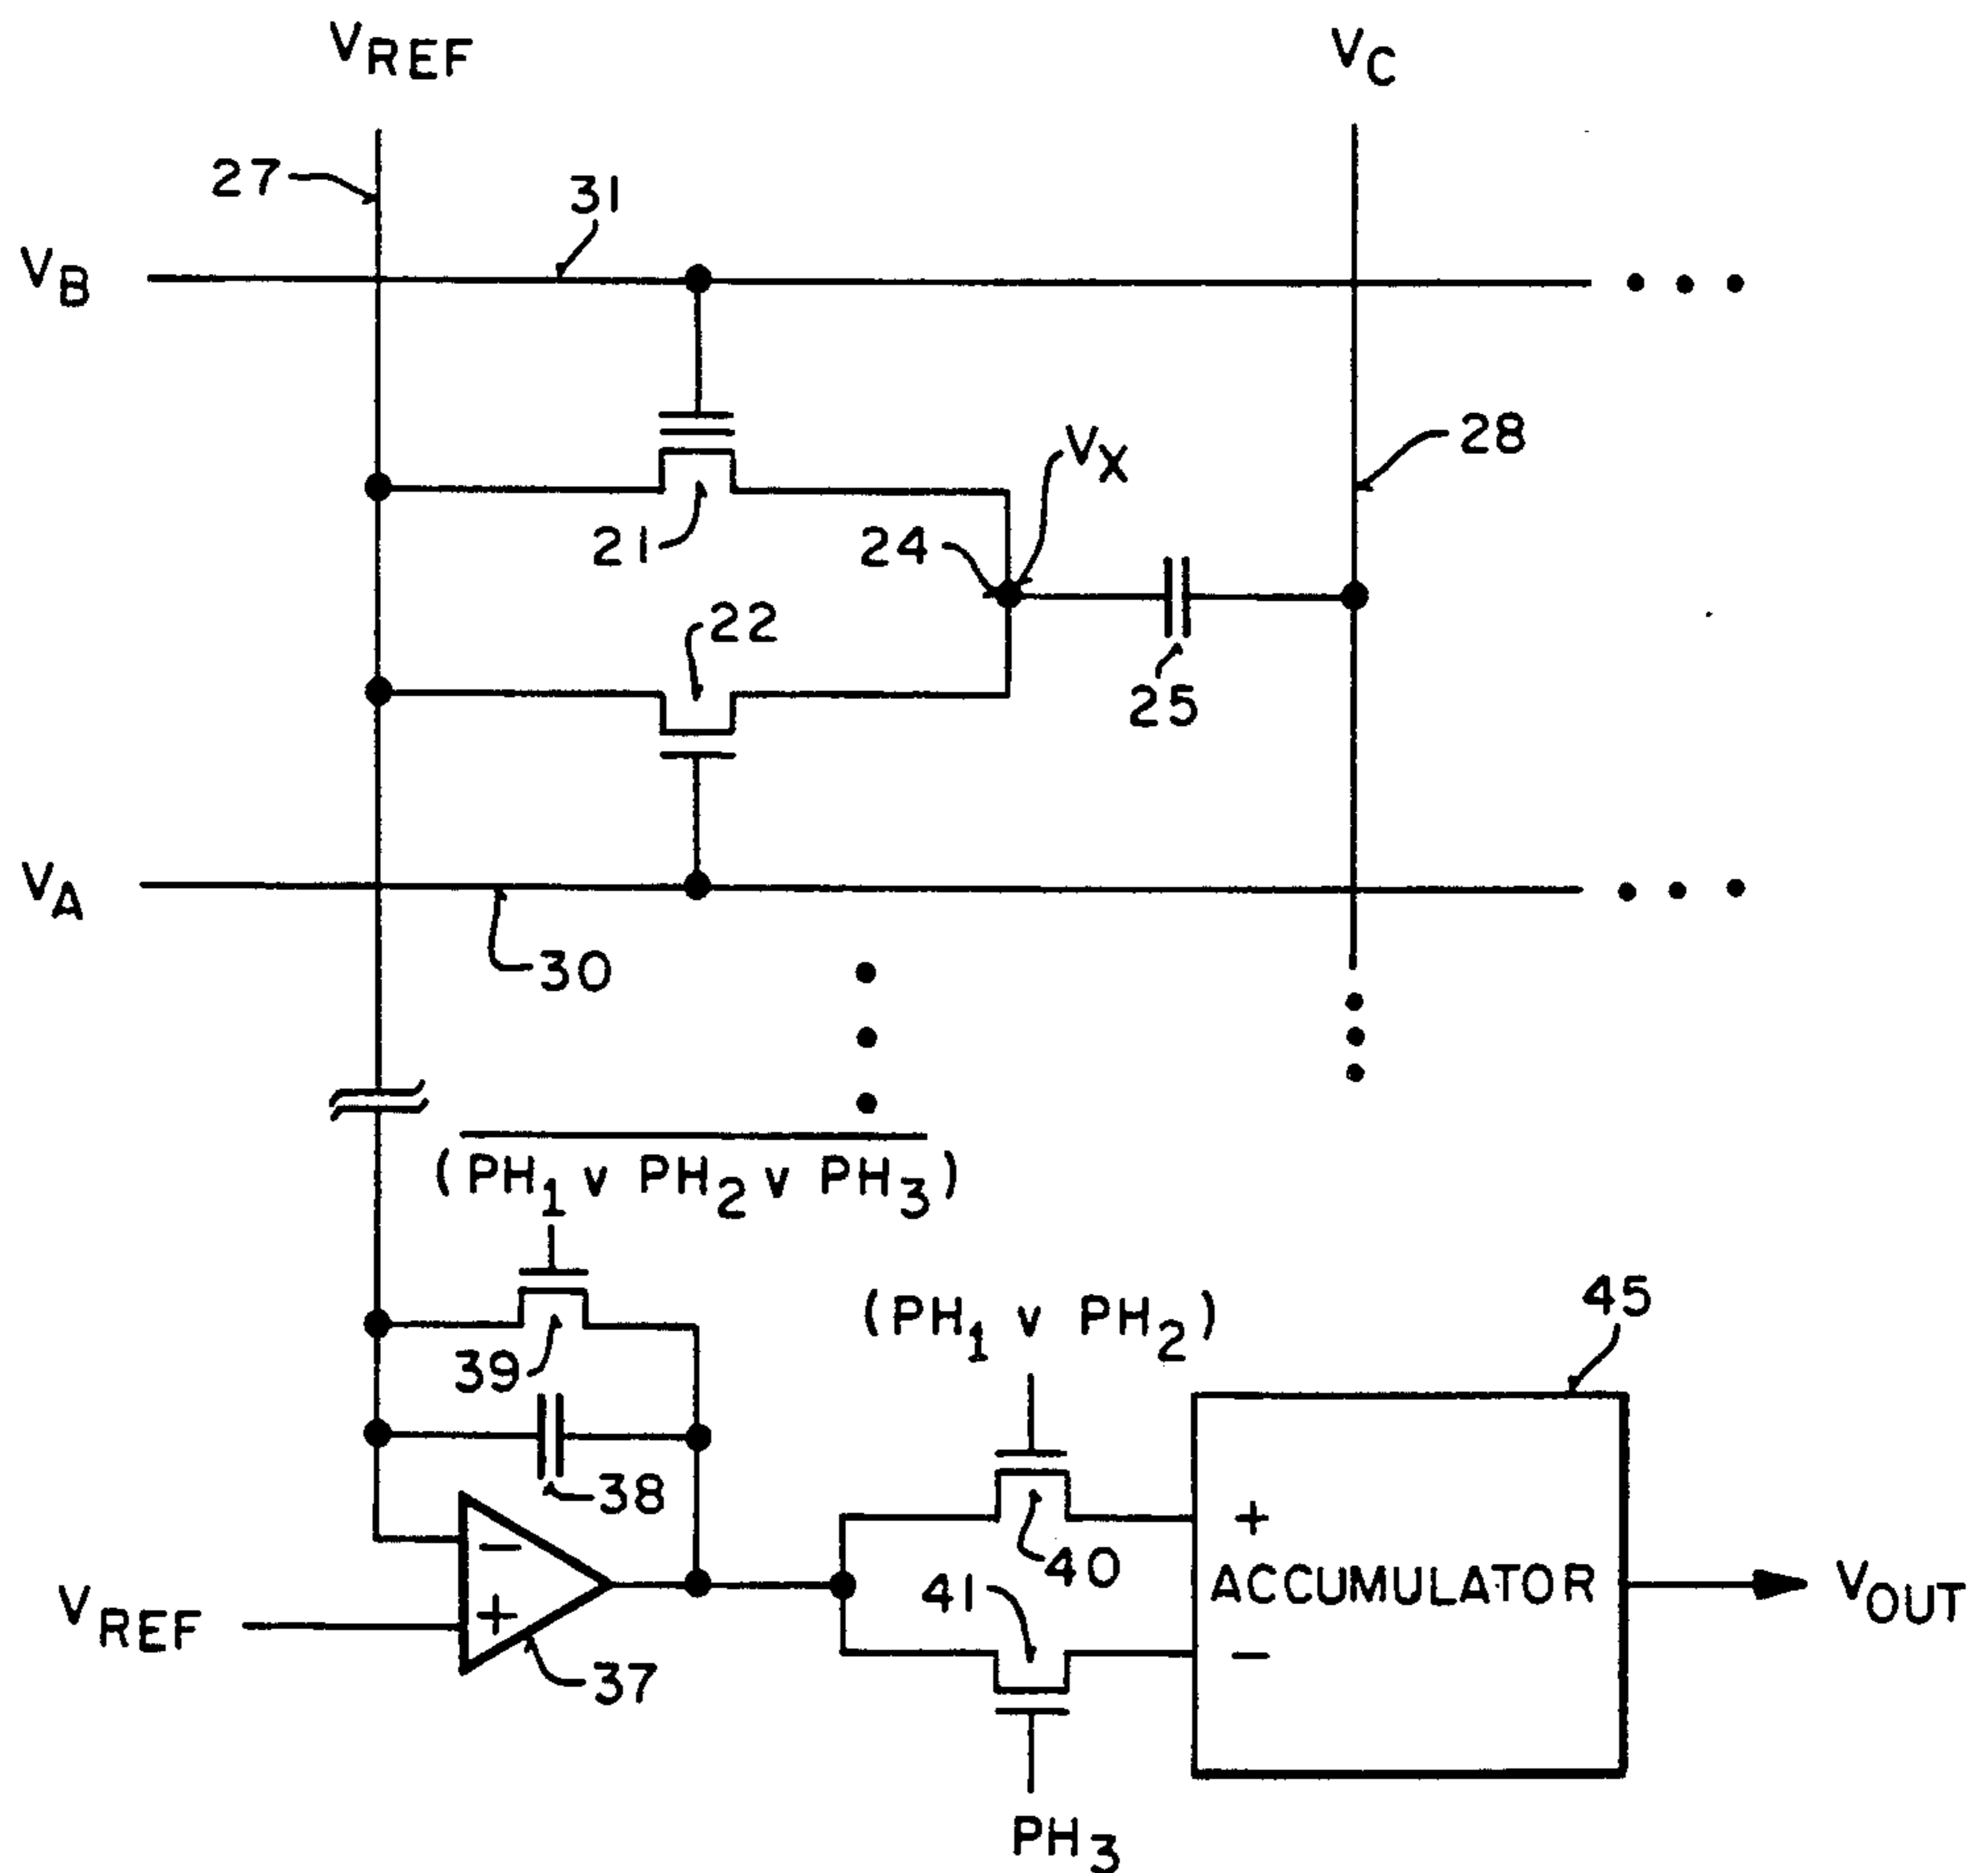 VREF
VC
27
31
VB
28
VX
21
24
22
25
VA
30
(PH1 v PH2 v PH3)
(PH1 v PH2)
45
39
38
+
40
41
ACCUMULATOR
VOUT
−
+
VREF
−
37
PH3